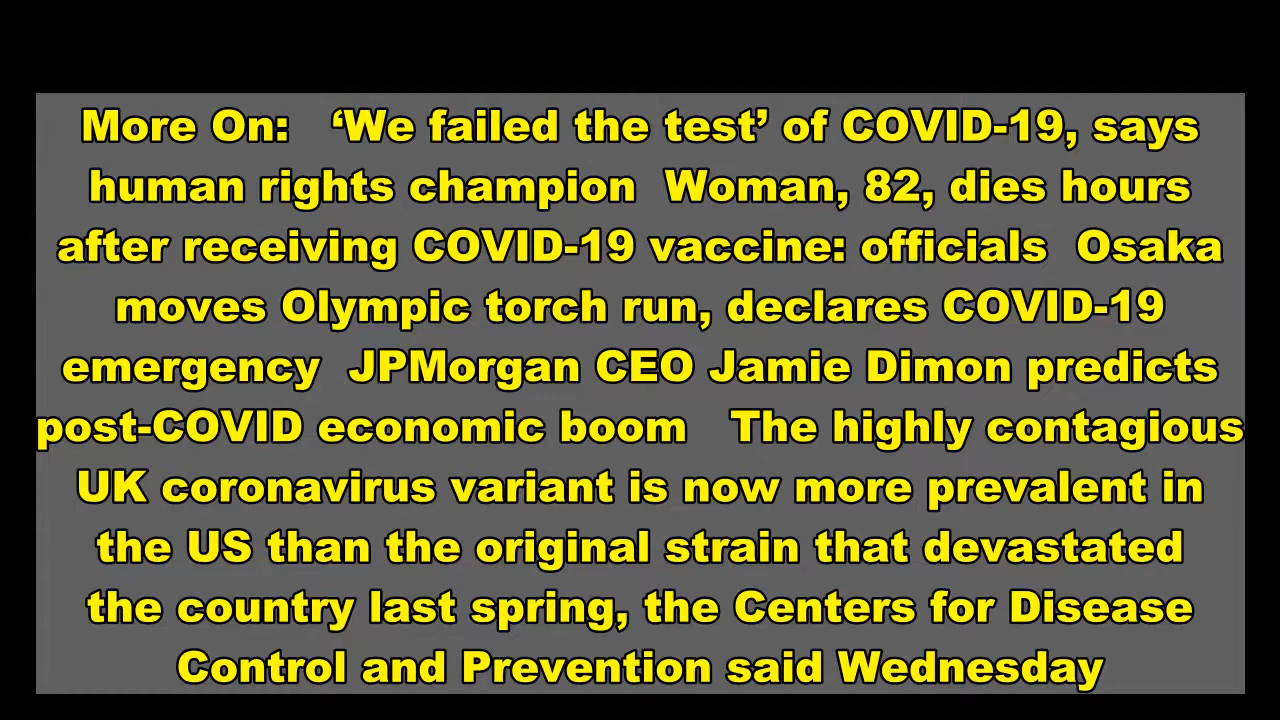 More On: ‘We failed the test’ of COVID-19, says
human rights champion Woman, 82, dies hours
after receiving COVID-19 vaccine: officials Osaka
moves Olympic torch run, declares COVID-19
emergency JPMorgan CEO Jamie Dimon predicts
post-COVID economic boom The highly contagious
UK coronavirus variant is now more prevalent in
the US than the original strain that devastated
the country last spring, the Centers for Disease
Control and Prevention said Wednesday